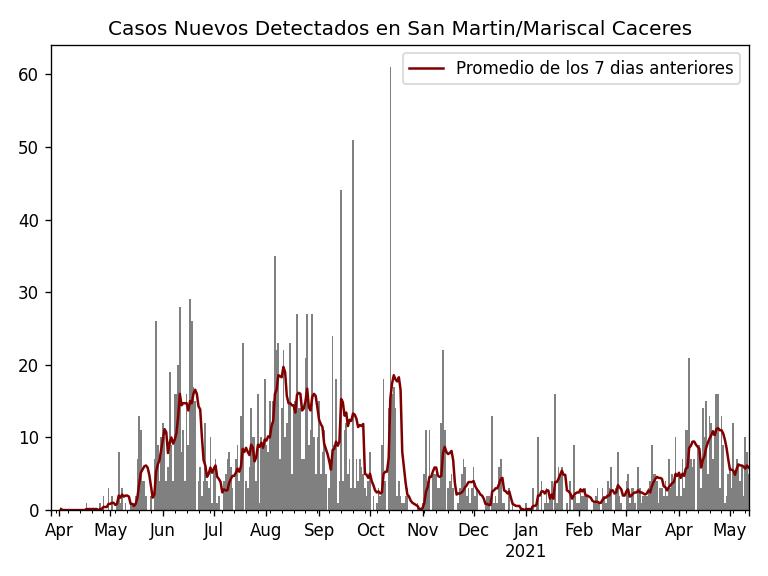 Casos Nuevos Detectados en San Martin/Mariscal Caceres
Promedio de los 7 dias anteriores
60
50
40
30
20
10
0
Apr May Jun Jul Aug Sep Oct Nov Dec Jan Feb Mar Apr May
2021